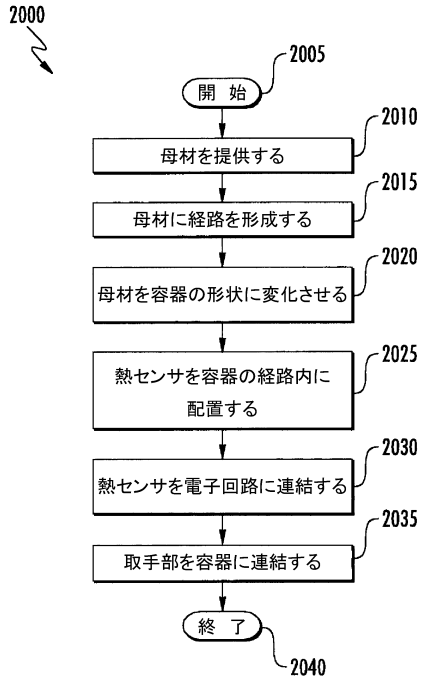 2000
2005
開 始
2010
母材を提供する
2015
母材に経路を形成する
2020
母材を容器の形状に変化させる
2025
熱センサを容器の経路内に
配置する
2030
熱センサを電子回路に連結する
2035
取手部を容器に連結する
終 了
2040